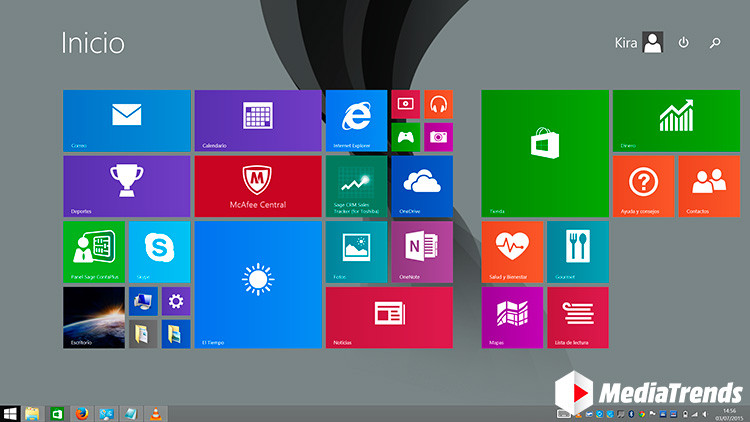 Inicio
Kira
Correo
Calendario
Internet Explorer
Tienda
Dinero
Deportes
McAfee Central
Sage CRM Sales
Tracker (for Toshiba)
OneDrive
Ayuda y consejos
Contactos
Panel Sage ContaPlus
Skype
El Tiempo
Fotos
OneNote
Salud y Bienestar
Gourmet
Escritorio
Noticias
Mapas
Lista de lectura
MediaTrends
14:56
03/07/2015